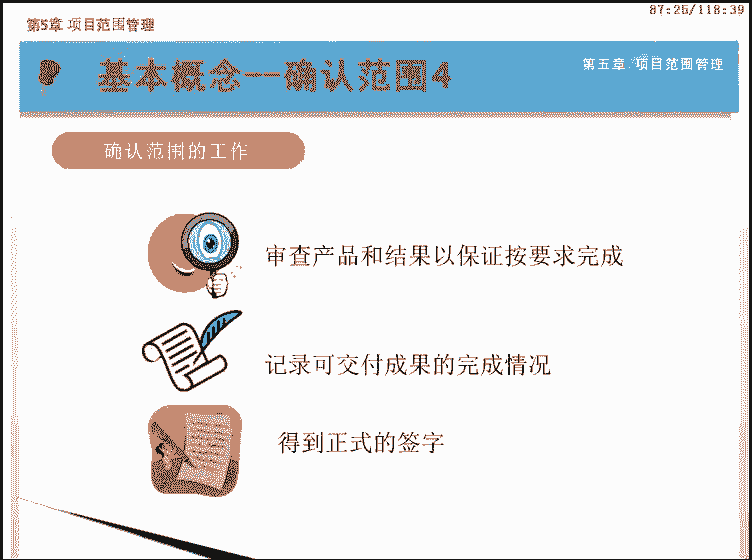 87:25/118:39
第5章 项目范围管理
基本概念—确认范围4
第五章 项目范围管理
确认范围的工作
审查产品和结果以保证按要求完成
记录可交付成果的完成情况
得到正式的签字